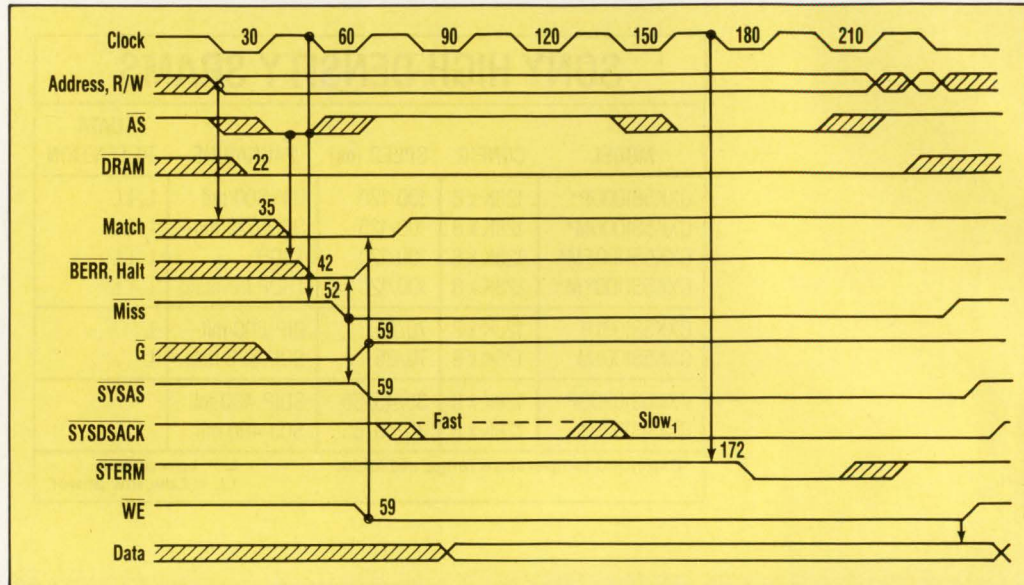 Clock 30 60 90 120 150 180 210
Address, R/W
AS
DRAM 22
Match 35
BERR, Halt 42
Miss 52
G 59
SYSAS 59
SYSDSACK Fast Slow1
STERM 172
WE 59
Data